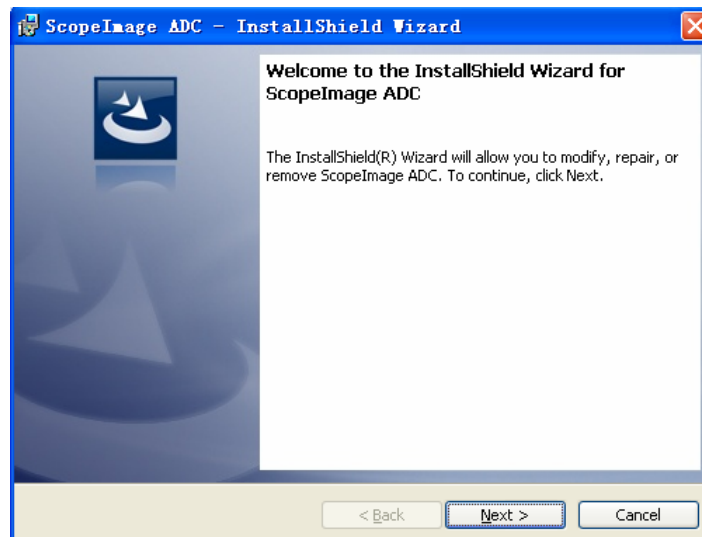 ScopeImage ADC - InstallShield Wizard
Welcome to the InstallShield Wizard for
ScopeImage ADC
The InstallShield(R) Wizard will allow you to modify, repair, or
remove ScopeImage ADC. To continue, click Next.
< Back Next > Cancel